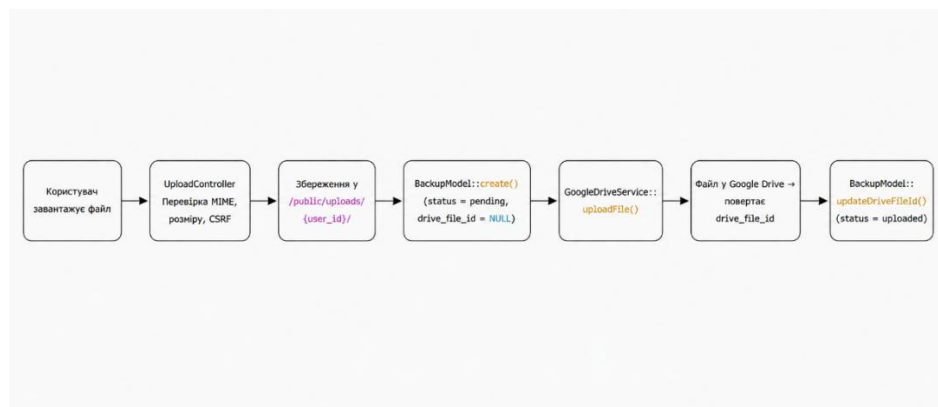 Користувач
завантажує файл
UploadController
Перевірка MIME,
розміру, CSRF
Збереження у
/public/uploads/
{user_id}/
BackupModel::create()
(status = pending,
drive_file_id = NULL)
GoogleDriveService::
uploadFile()
Файл у Google Drive →
повертає
drive_file_id
BackupModel::
updateDriveFileId()
(status = uploaded)